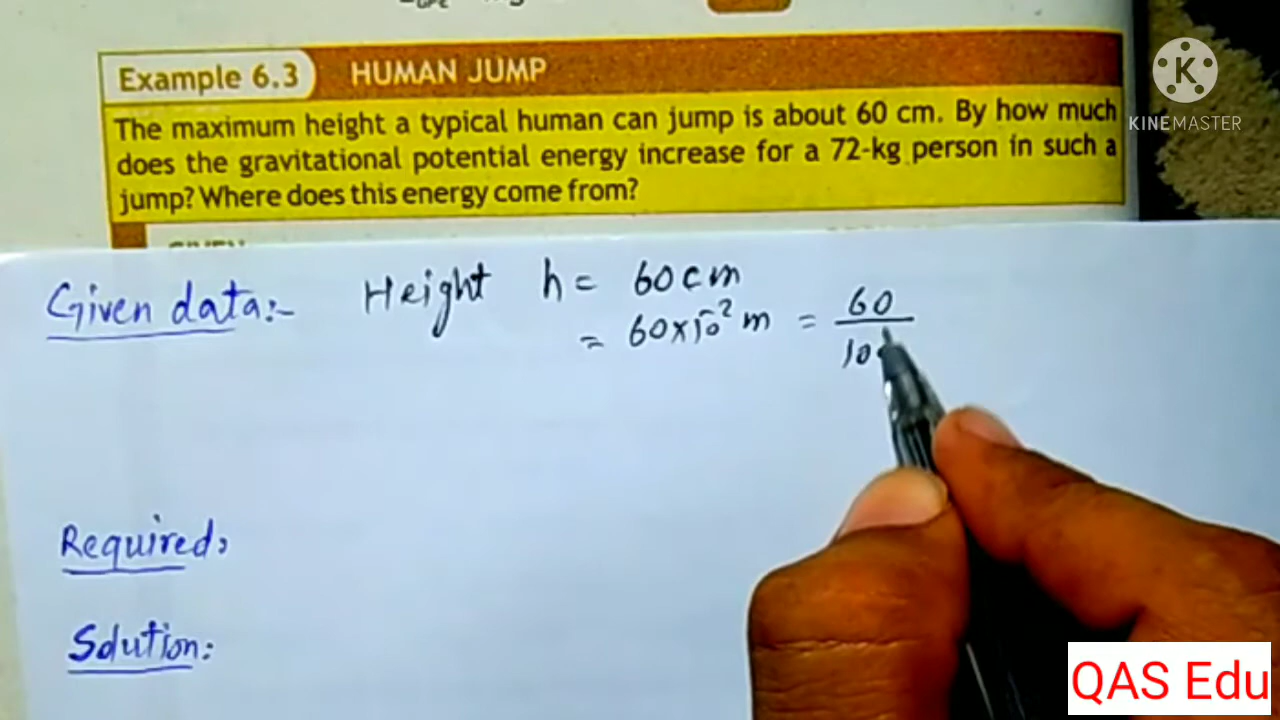 Example 6.3 HUMAN JUMP
The maximum height a typical human can jump is about 60 cm. By how much
does the gravitational potential energy increase for a 72-kg person in such a
jump? Where does this energy come from?
K
KINEMASTER
Given data:- Height h = 60cm
= 60×10⁻² m = 60/10
Required:
Solution:
QAS Edu